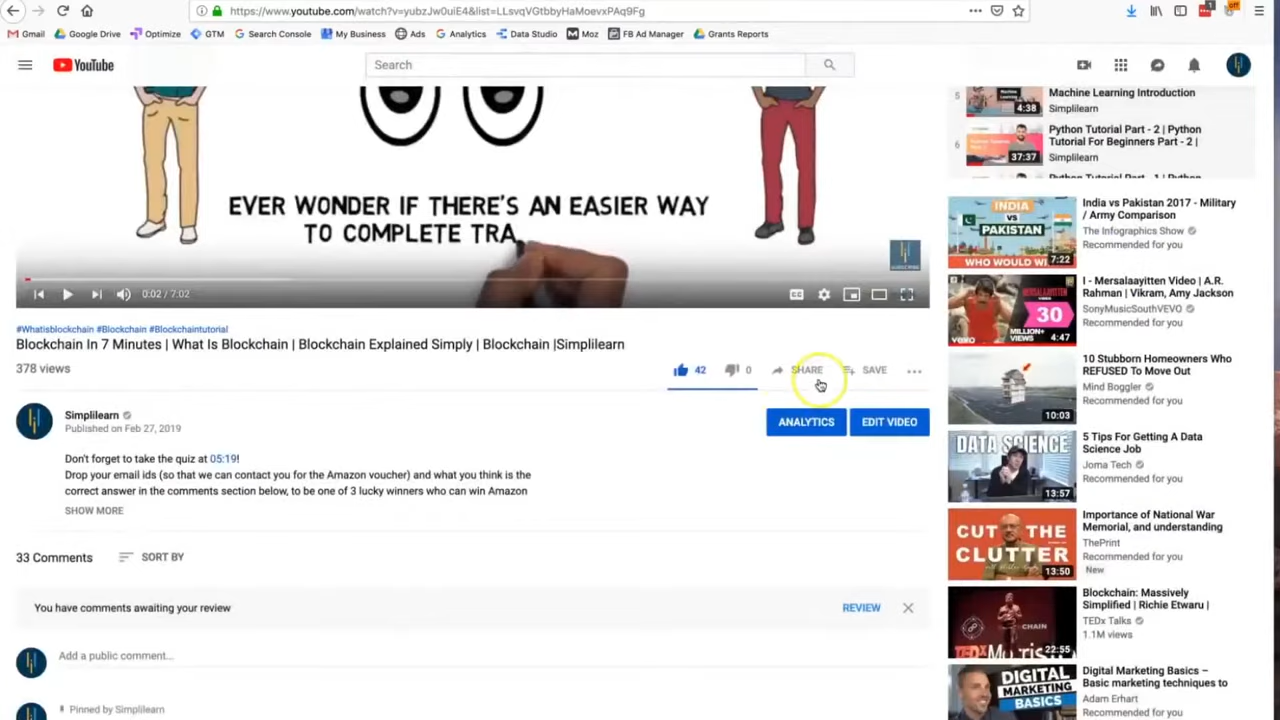 https://www.youtube.com/watch?v=yubzJw0uiE4&list=LLsvqVGtbbyHaMoevxPAq9Fg
Gmail Google Drive Optimize GTM Search Console My Business Ads Analytics Data Studio Moz FB Ad Manager Grants Reports
YouTube
Search
EVER WONDER IF THERE'S AN EASIER WAY
TO COMPLETE TRA
SUBSCRIBE
0:02 / 7:02
#Whatisblockchain #Blockchain #Blockchaintutorial
Blockchain In 7 Minutes | What Is Blockchain | Blockchain Explained Simply | Blockchain |Simplilearn
378 views
42 0 SHARE SAVE
Simplilearn
Published on Feb 27, 2019
ANALYTICS EDIT VIDEO
Don't forget to take the quiz at 05:19!
Drop your email ids (so that we can contact you for the Amazon voucher) and what you think is the
correct answer in the comments section below, to be one of 3 lucky winners who can win Amazon
SHOW MORE
33 Comments SORT BY
You have comments awaiting your review REVIEW
Add a public comment...
Pinned by Simplilearn
5
4:38
Machine Learning Introduction
Simplilearn
6
37:37
Python Tutorial Part - 2 | Python
Tutorial For Beginners Part - 2 |
Simplilearn
INDIA
VS
PAKISTAN
WHO WOULD WI
7:22
India vs Pakistan 2017 - Military
/ Army Comparison
The Infographics Show
Recommended for you
30
MILLION+
VIEWS
4:47
I - Mersalaayitten Video | A.R.
Rahman | Vikram, Amy Jackson
SonyMusicSouthVEVO
Recommended for you
10:03
10 Stubborn Homeowners Who
REFUSED To Move Out
Mind Boggler
Recommended for you
DATA SCIENCE
13:57
5 Tips For Getting A Data
Science Job
Joma Tech
Recommended for you
CUT THE
CLUTTER
13:50
Importance of National War
Memorial, and understanding
ThePrint
Recommended for you
New
CHAIN
TEDx
22:55
Blockchain: Massively
Simplified | Richie Etwaru |
TEDx Talks
1.1M views
DIGITAL
MARKETING
BASICS
Digital Marketing Basics –
Basic marketing techniques to
Adam Erhart
Recommended for you